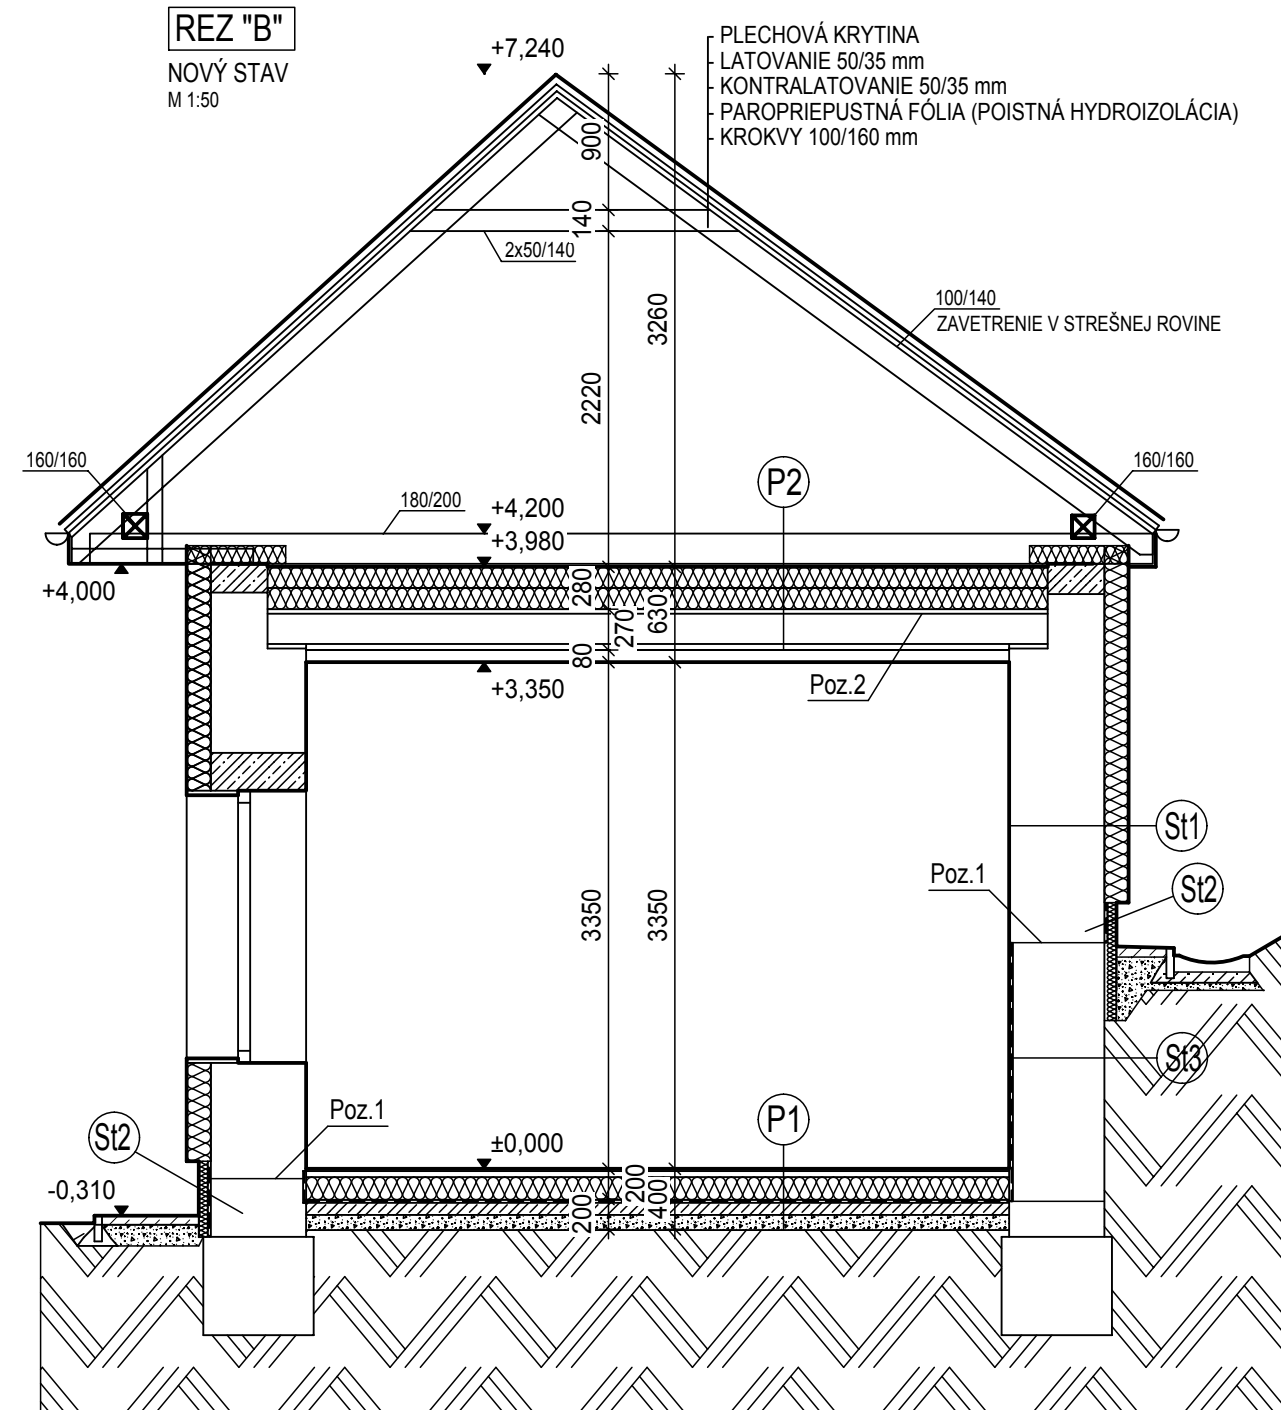 REZ "B"
NOVÝ STAV
M 1:50
+7,240
PLECHOVÁ KRYTINA
LATOVANIE 50/35 mm
KONTRALATOVANIE 50/35 mm
PAROPRIEPUSTNÁ FÓLIA (POISTNÁ HYDROIZOLÁCIA)
KROKVY 100/160 mm
900
140
2x50/140
3260
100/140
ZAVETRENIE V STREŠNEJ ROVINE
2220
160/160
160/160
P2
180/200
+4,200
+3,980
+4,000
280
270
630
80
+3,350
Poz.2
St1
Poz.1
St2
3350
3350
St3
P1
Poz.1
St2
±0,000
-0,310
200
200
400